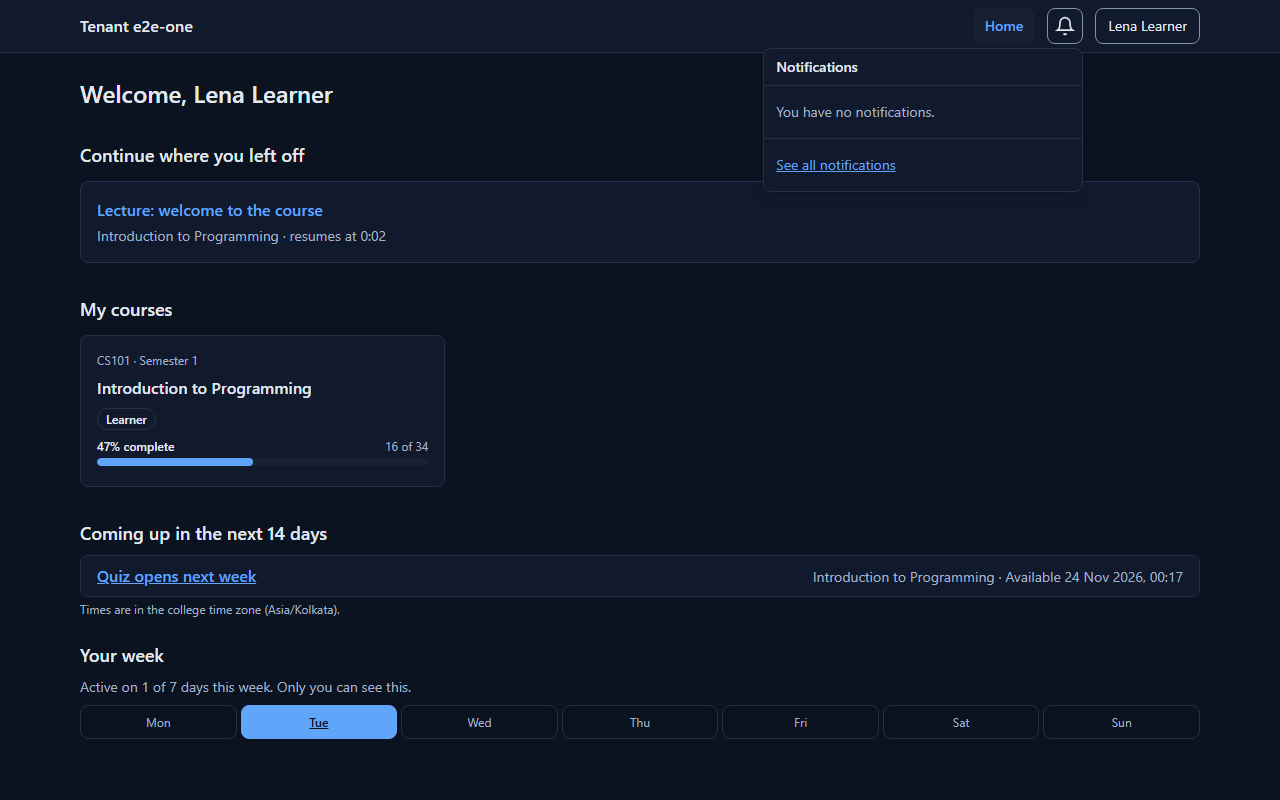 Tenant e2e-one
Home
Lena Learner
Notifications
You have no notifications.
See all notifications
Welcome, Lena Learner
Continue where you left off
Lecture: welcome to the course
Introduction to Programming · resumes at 0:02
My courses
CS101 · Semester 1
Introduction to Programming
Learner
47% complete
16 of 34
Coming up in the next 14 days
Quiz opens next week
Introduction to Programming · Available 24 Nov 2026, 00:17
Times are in the college time zone (Asia/Kolkata).
Your week
Active on 1 of 7 days this week. Only you can see this.
Mon
Tue
Wed
Thu
Fri
Sat
Sun